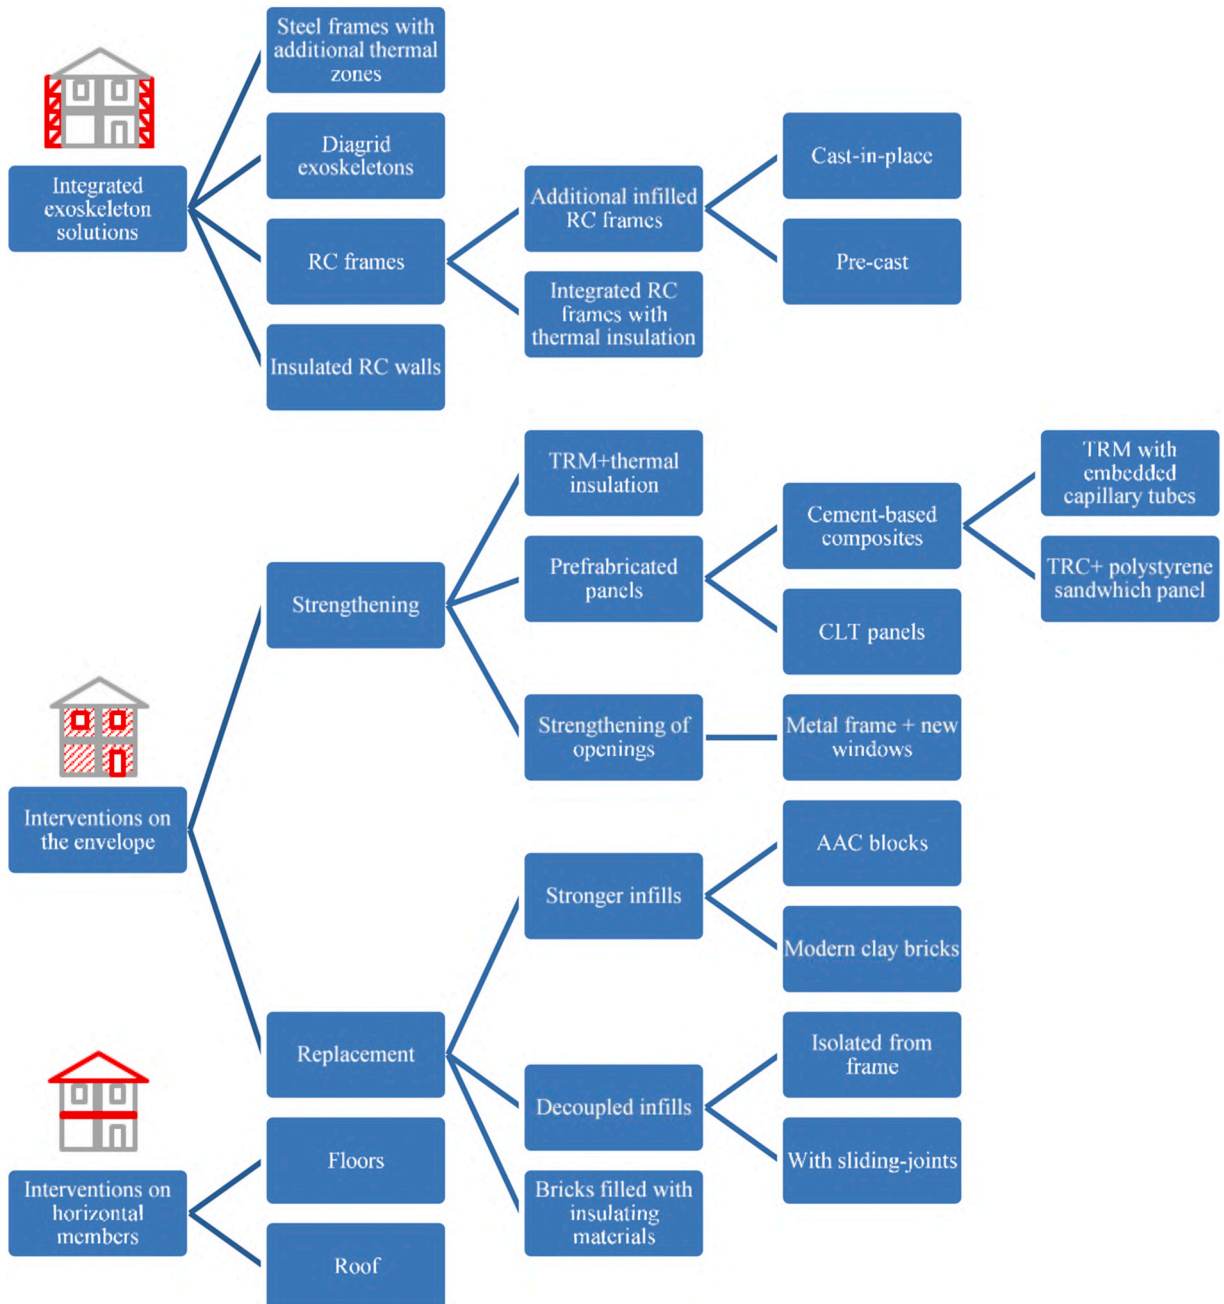 Steel frames with
additional thermal
zones
Diagrid
exoskeletons
Cast-in-place
Integrated
exoskeleton
solutions
Additional infilled
RC frames
RC frames
Pre-cast
Integrated RC
frames with
thermal insulation
Insulated RC walls
TRM+thermal
insulation
TRM with
embedded
capillary tubes
Cement-based
composites
Strengthening
Prefrabricated
panels
TRC+ polystyrene
sandwhich panel
CLT panels
Strengthening of
openings
Metal frame + new
windows
Interventions on
the envelope
AAC blocks
Stronger infills
Modern clay bricks
Replacement
Isolated from
frame
Decoupled infills
Floors
With sliding-joints
Interventions on
horizontal
members
Bricks filled with
insulating
materials
Roof